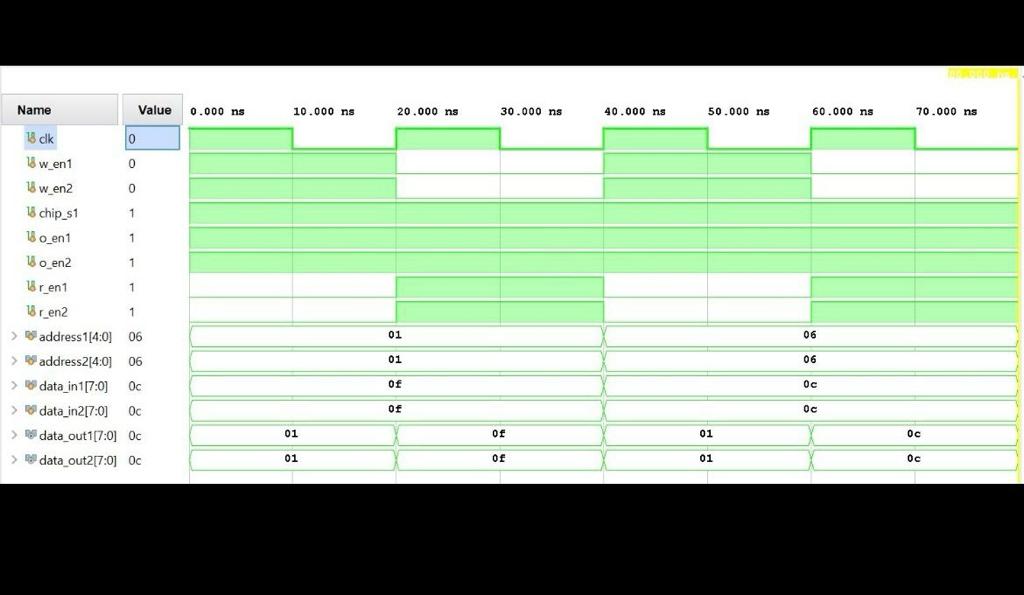 Name Value 0.000 ns 10.000 ns 20.000 ns 30.000 ns 40.000 ns 50.000 ns 60.000 ns 70.000 ns
clk 0
w_en1 0
w_en2 0
chip_s1 1
o_en1 1
o_en2 1
r_en1 1
r_en2 1
address1[4:0] 06 01 06
address2[4:0] 06 01 06
data_in1[7:0] 0c 0f 0c
data_in2[7:0] 0c 0f 0c
data_out1[7:0] 0c 01 0f 01 0c
data_out2[7:0] 0c 01 0f 01 0c